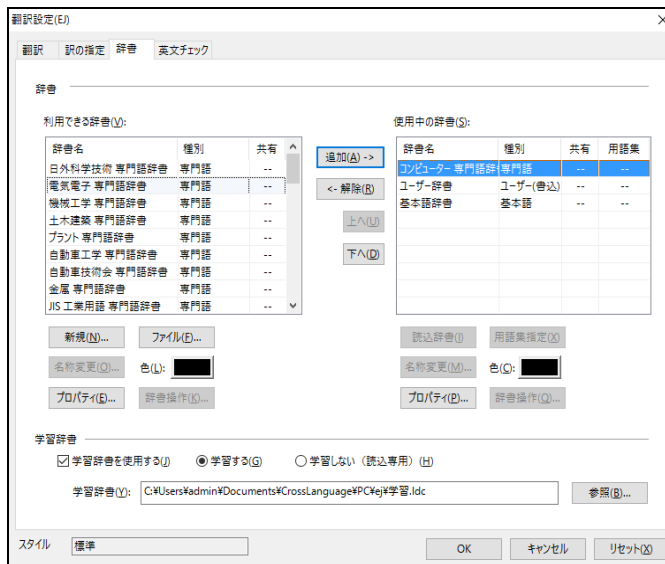 翻訳設定(EJ)
翻訳 訳の指定 辞書 英文チェック
辞書
利用できる辞書(V): 使用中の辞書(S):
辞書名 種別 共有
日外科学技術 専門語辞書 専門語 --
電気電子 専門語辞書 専門語 --
機械工学 専門語辞書 専門語 --
土木建築 専門語辞書 専門語 --
プラント 専門語辞書 専門語 --
自動車工学 専門語辞書 専門語 --
自動車技術会 専門語辞書 専門語 --
金属 専門語辞書 専門語 --
JIS 工業用語 専門語辞書 専門語 --
追加(A) ->
<- 解除(R)
上へ(U)
下へ(D)
辞書名 種別 共有 用語集
コンピューター 専門語辞 専門語 -- --
ユーザー辞書 ユーザー(書込) -- --
基本語辞書 基本語 -- --
新規(N)... ファイル(F)...
名称変更(O)... 色(L):
プロパティ(E)... 辞書操作(K)...
読込辞書(I) 用語集指定(X)
名称変更(M)... 色(C):
プロパティ(P)... 辞書操作(Q)...
学習辞書
学習辞書を使用する(J) 学習する(G) 学習しない（読込専用）(H)
学習辞書(Y): C:¥Users¥admin¥Documents¥CrossLanguage¥PC¥ej¥学習.ldc 参照(B)...
スタイル 標準 OK キャンセル リセット(X)